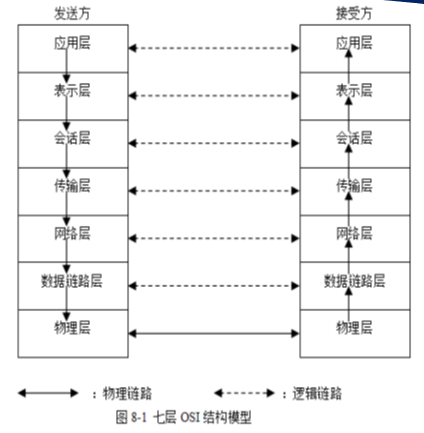 发送方 接受方
应用层 应用层
表示层 表示层
会话层 会话层
传输层 传输层
网络层 网络层
数据链路层 数据链路层
物理层 物理层
：物理链路 ：逻辑链路
图 8-1 七层 OSI 结构模型